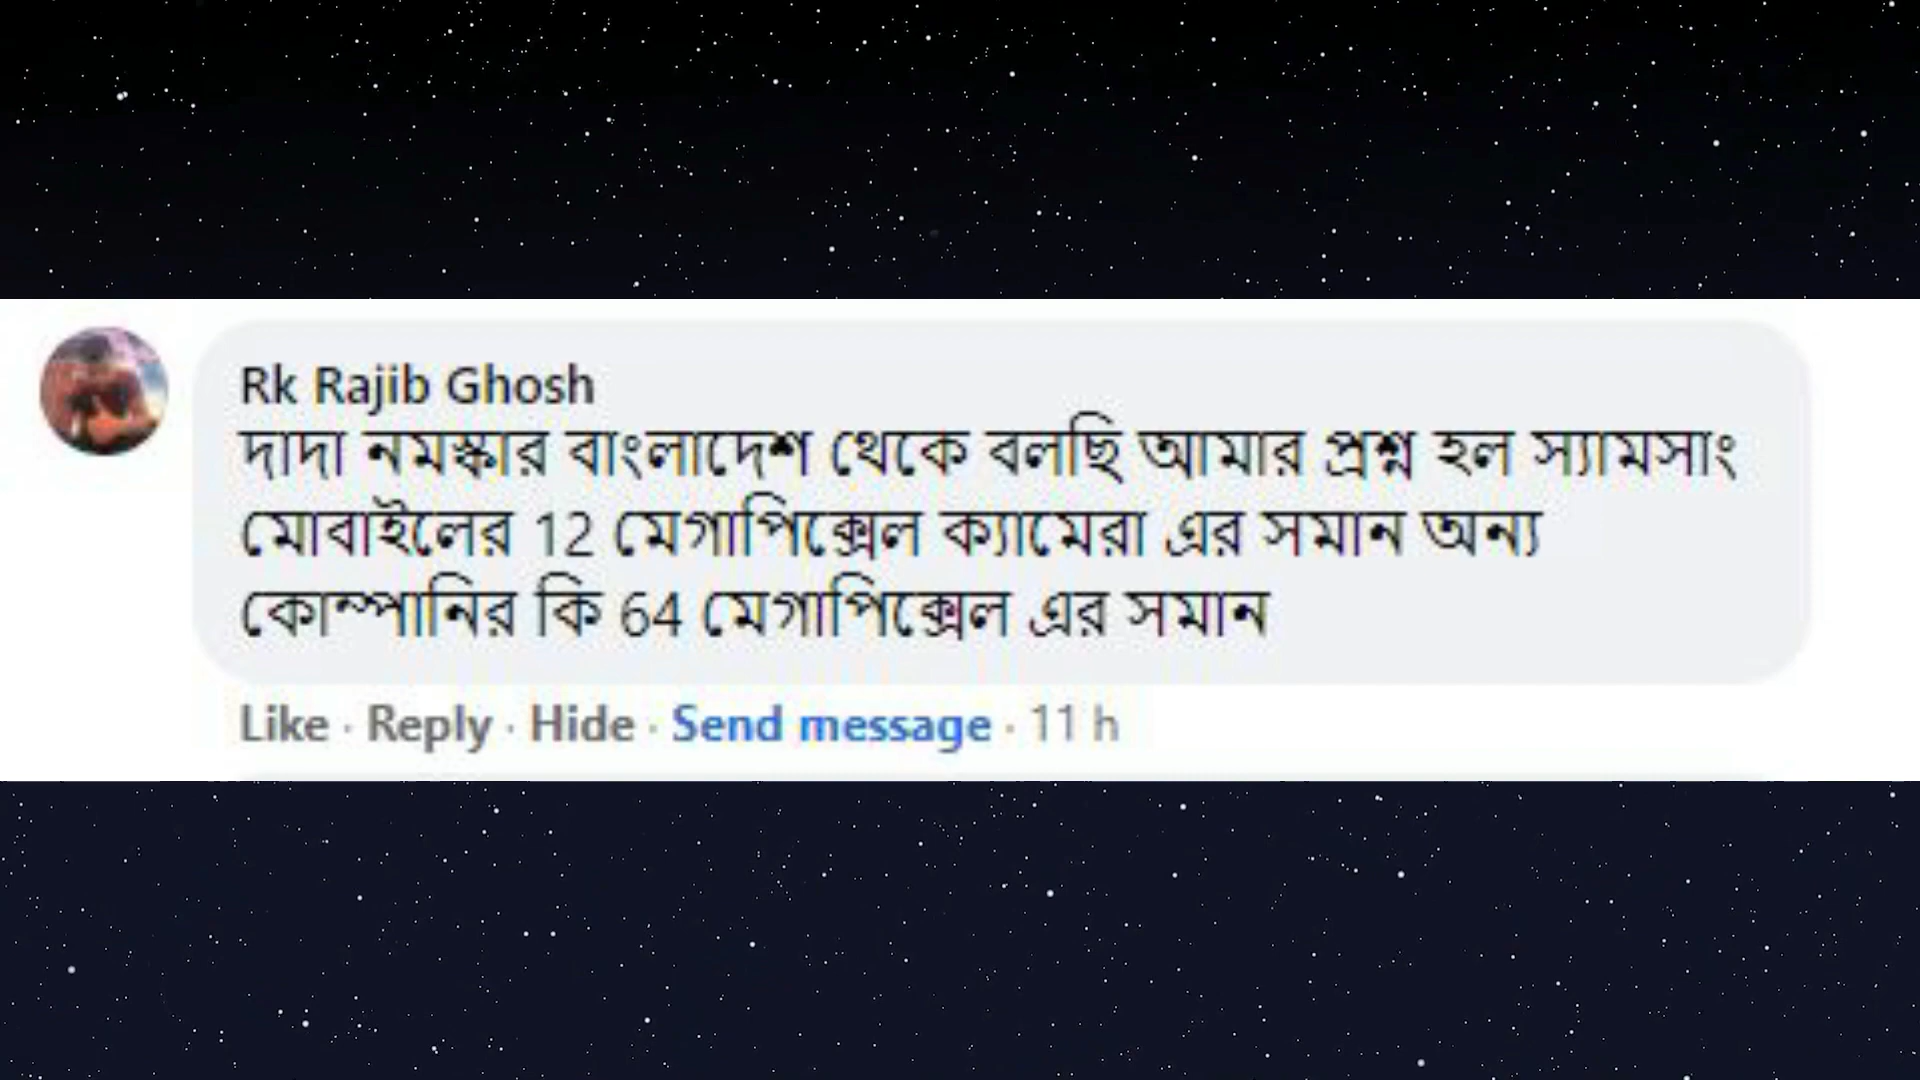 Rk Rajib Ghosh
দাদা নমস্কার বাংলাদেশ থেকে বলছি আমার প্রশ্ন হল স্যামসাং
মোবাইলের 12 মেগাপিক্সেল ক্যামেরা এর সমান অন্য
কোম্পানির কি 64 মেগাপিক্সেল এর সমান
Like · Reply · Hide · Send message · 11 h